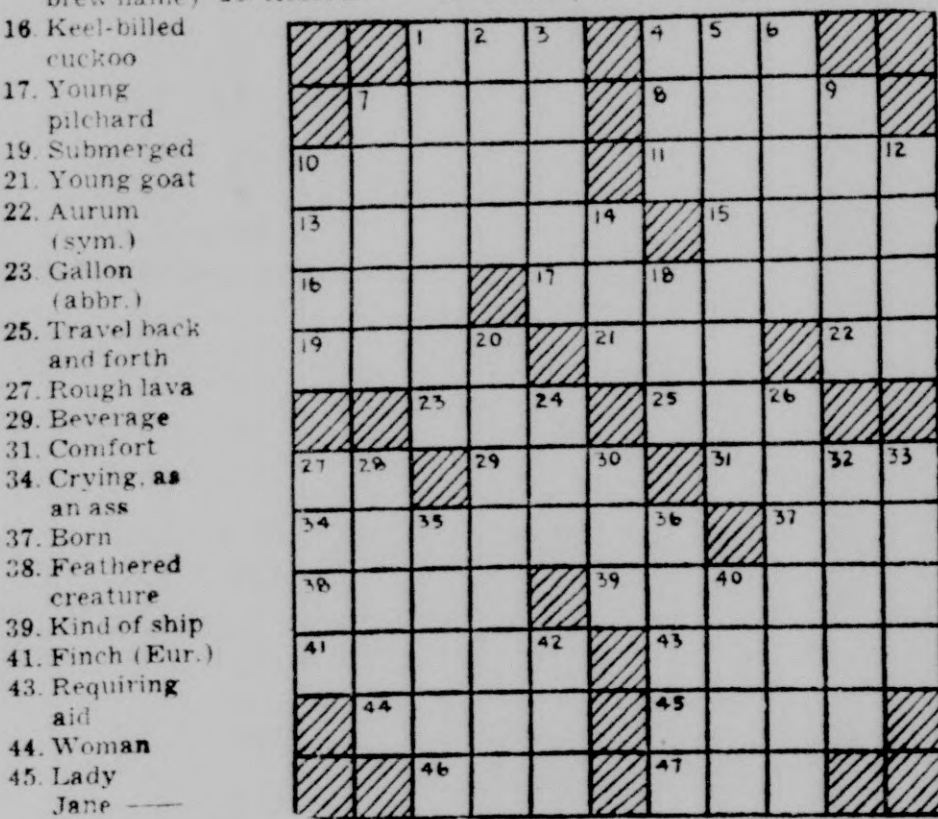 brew name)
16. Keel-billed
cuckoo
17. Young
pilchard
19. Submerged
21. Young goat
22. Aurum
(sym.)
23. Gallon
(abbr.)
25. Travel back
and forth
27. Rough lava
29. Beverage
31. Comfort
34. Crying, as
an ass
37. Born
38. Feathered
creature
39. Kind of ship
41. Finch (Eur.)
43. Requiring
aid
44. Woman
45. Lady
Jane ——
1 2 3 4 5 6
7 8 9
10 11 12
13 14 15
16 17 18
19 20 21 22
23 24 25 26
27 28 29 30 31 32 33
34 35 36 37
38 39 40
41 42 43
44 45
46 47